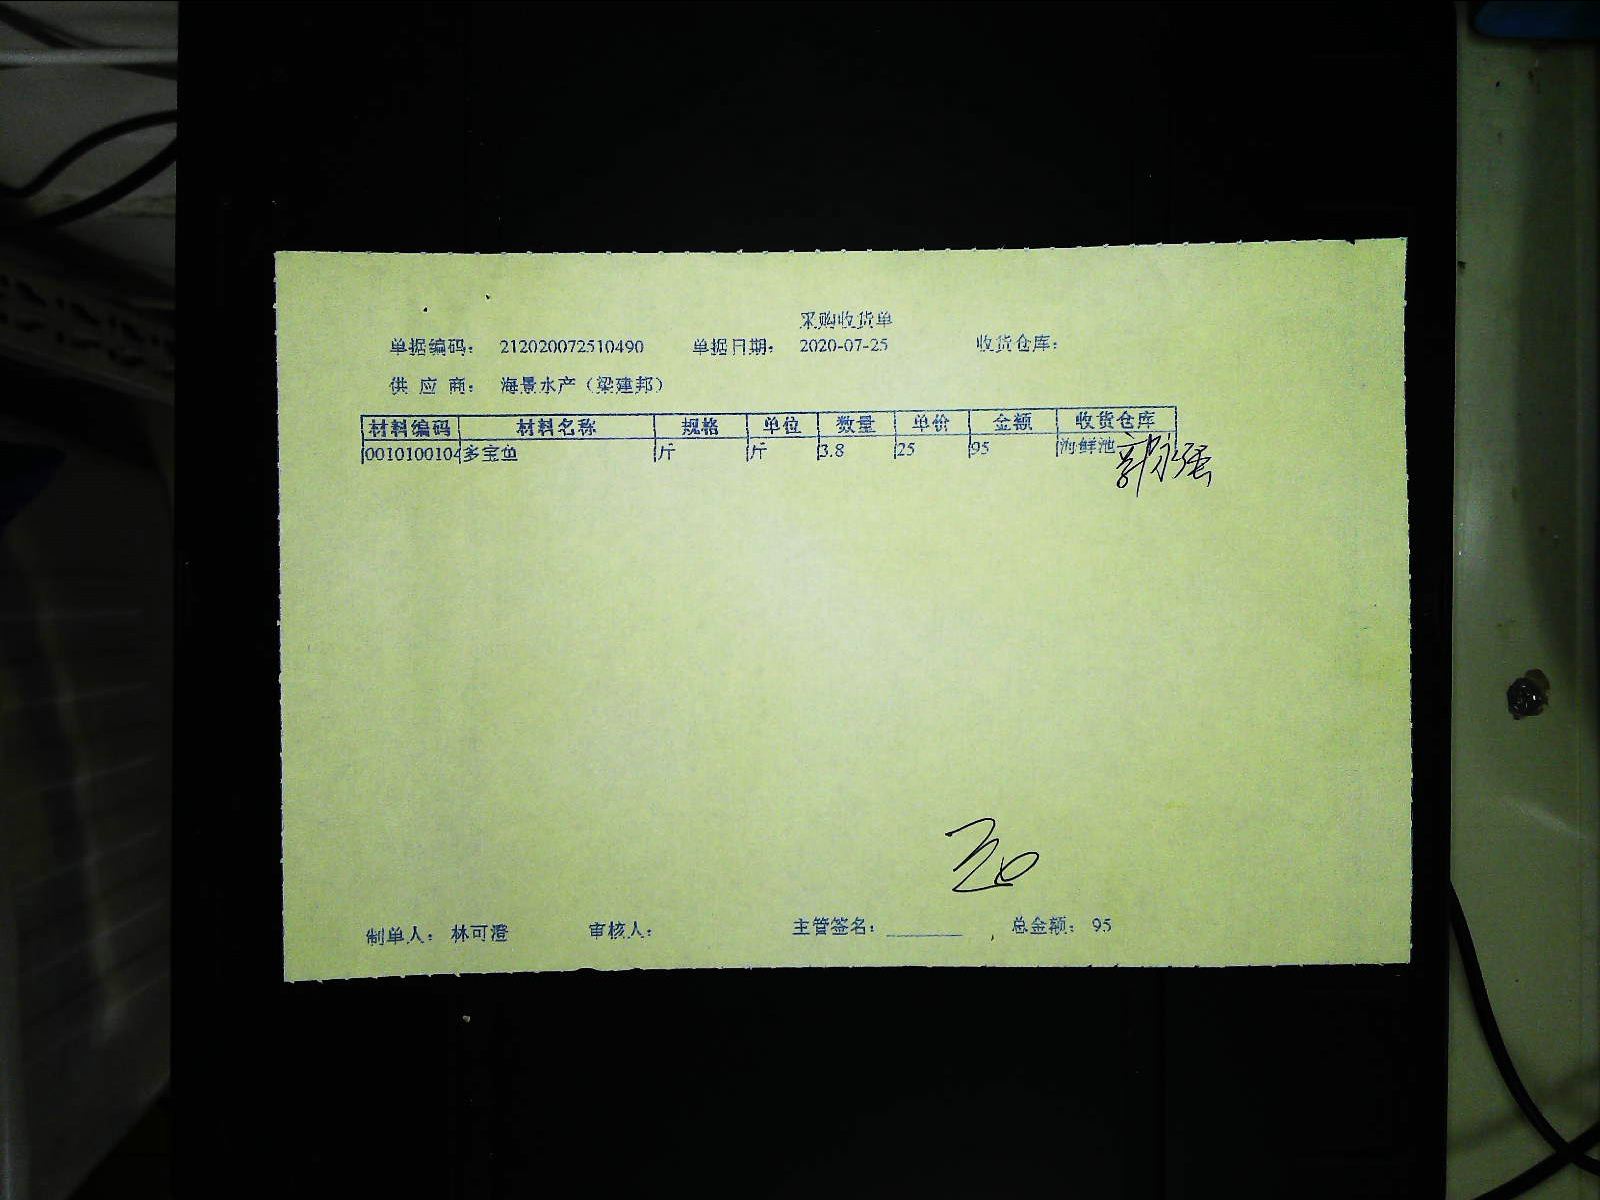 采购收货单
单据编码： 212020072510490 单据日期： 2020-07-25 收货仓库：
供 应 商： 海景水产（梁建邦）
材料编码 材料名称 规格 单位 数量 单价 金额 收货仓库
0010100104 多宝鱼 斤 斤 3.8 25 95 海鲜池
郭永强
制单人： 林可澄 审核人： 主管签名： 总金额： 95